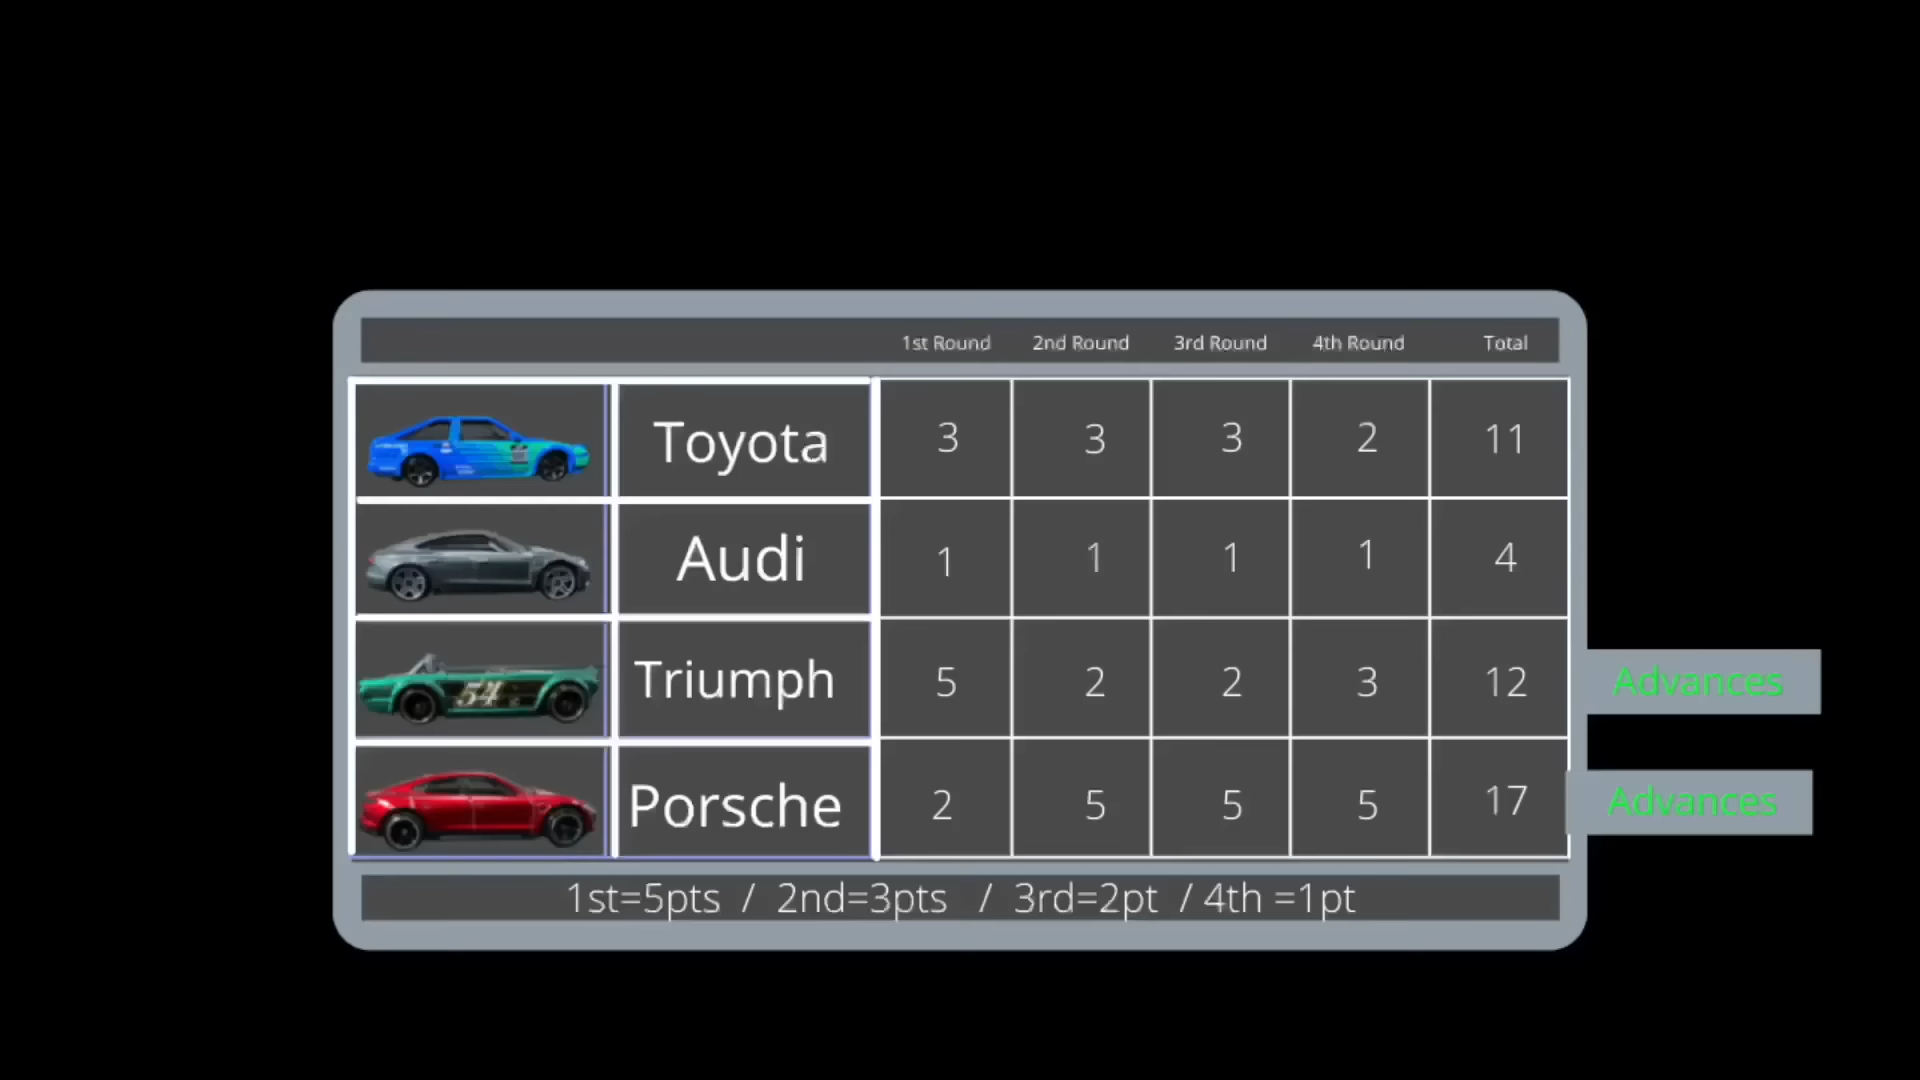 1st Round 2nd Round 3rd Round 4th Round Total
Toyota 3 3 3 2 11
Audi 1 1 1 1 4
54
Triumph 5 2 2 3 12 Advances
Porsche 2 5 5 5 17 Advances
1st=5pts / 2nd=3pts / 3rd=2pt / 4th =1pt